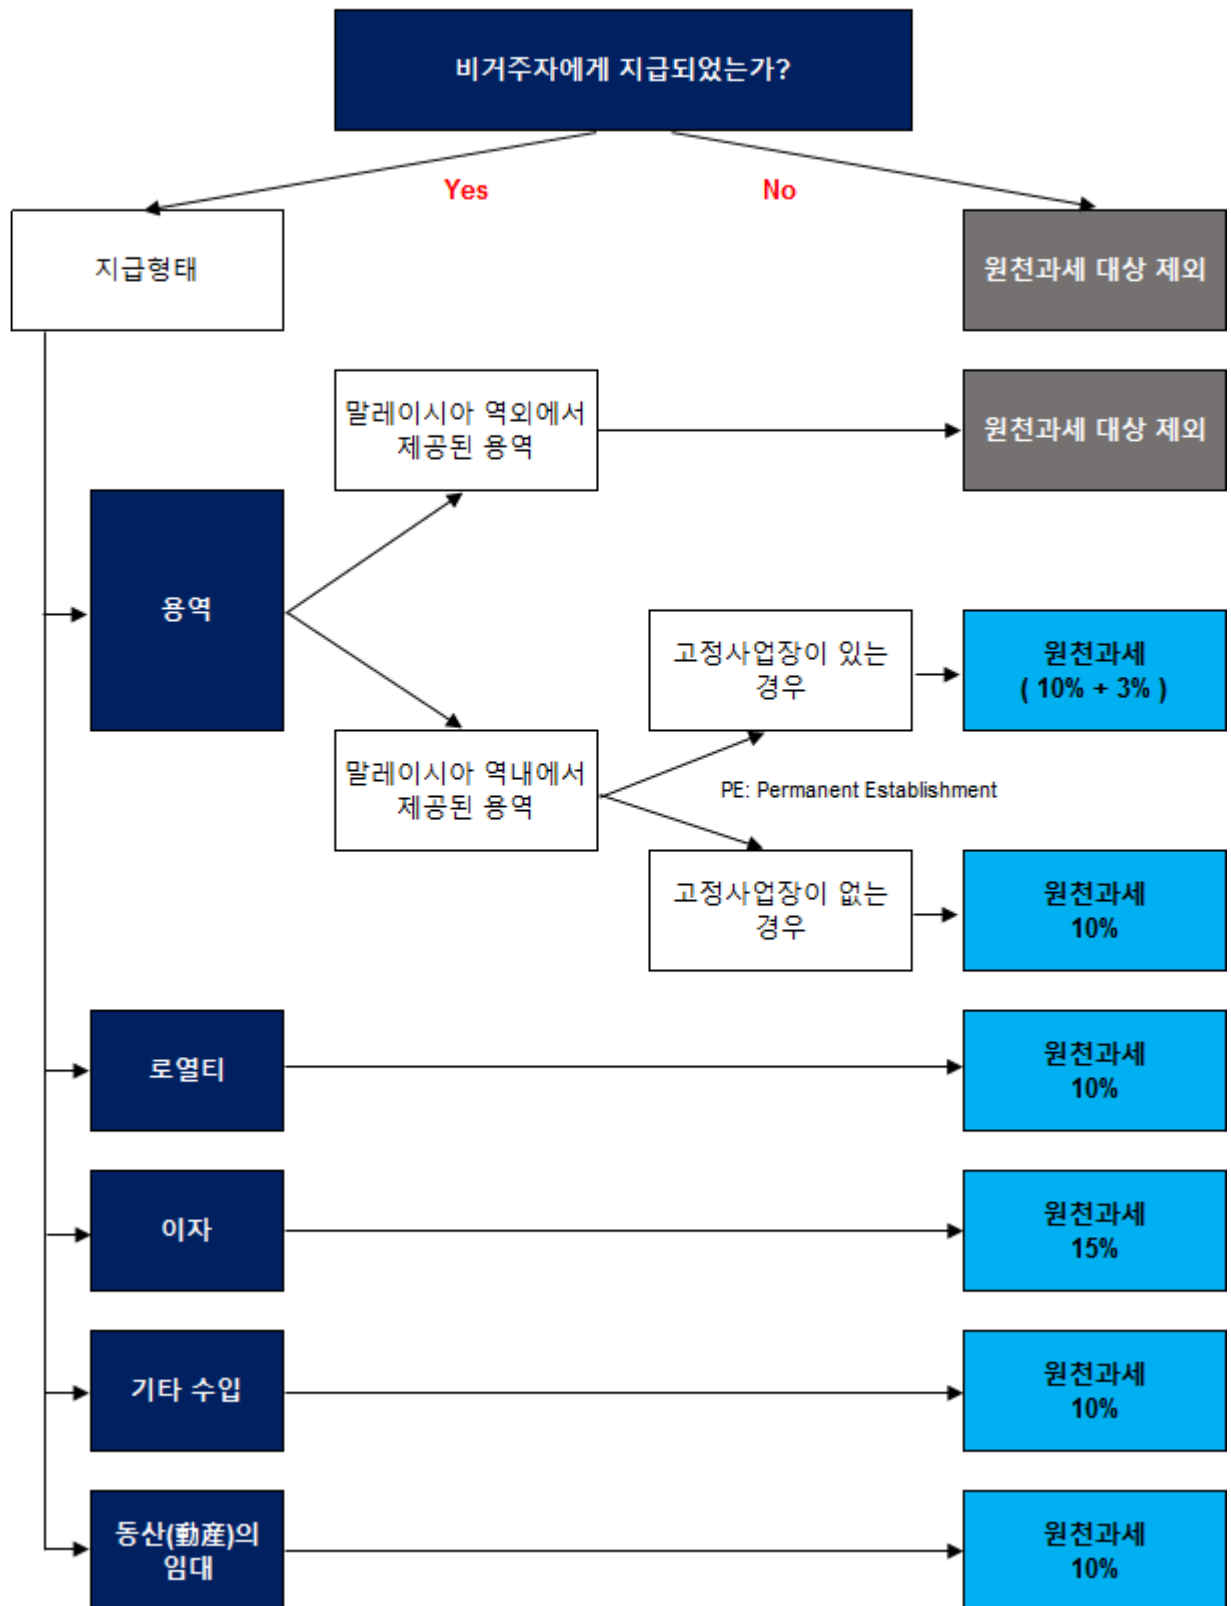 비거주자에게 지급되었는가?
Yes
No
지급형태
원천과세 대상 제외
말레이시아 역외에서
제공된 용역
원천과세 대상 제외
용역
고정사업장이 있는
경우
원천과세
( 10% + 3% )
말레이시아 역내에서
제공된 용역
PE: Permanent Establishment
고정사업장이 없는
경우
원천과세
10%
로열티
원천과세
10%
이자
원천과세
15%
기타 수입
원천과세
10%
동산(動産)의
임대
원천과세
10%